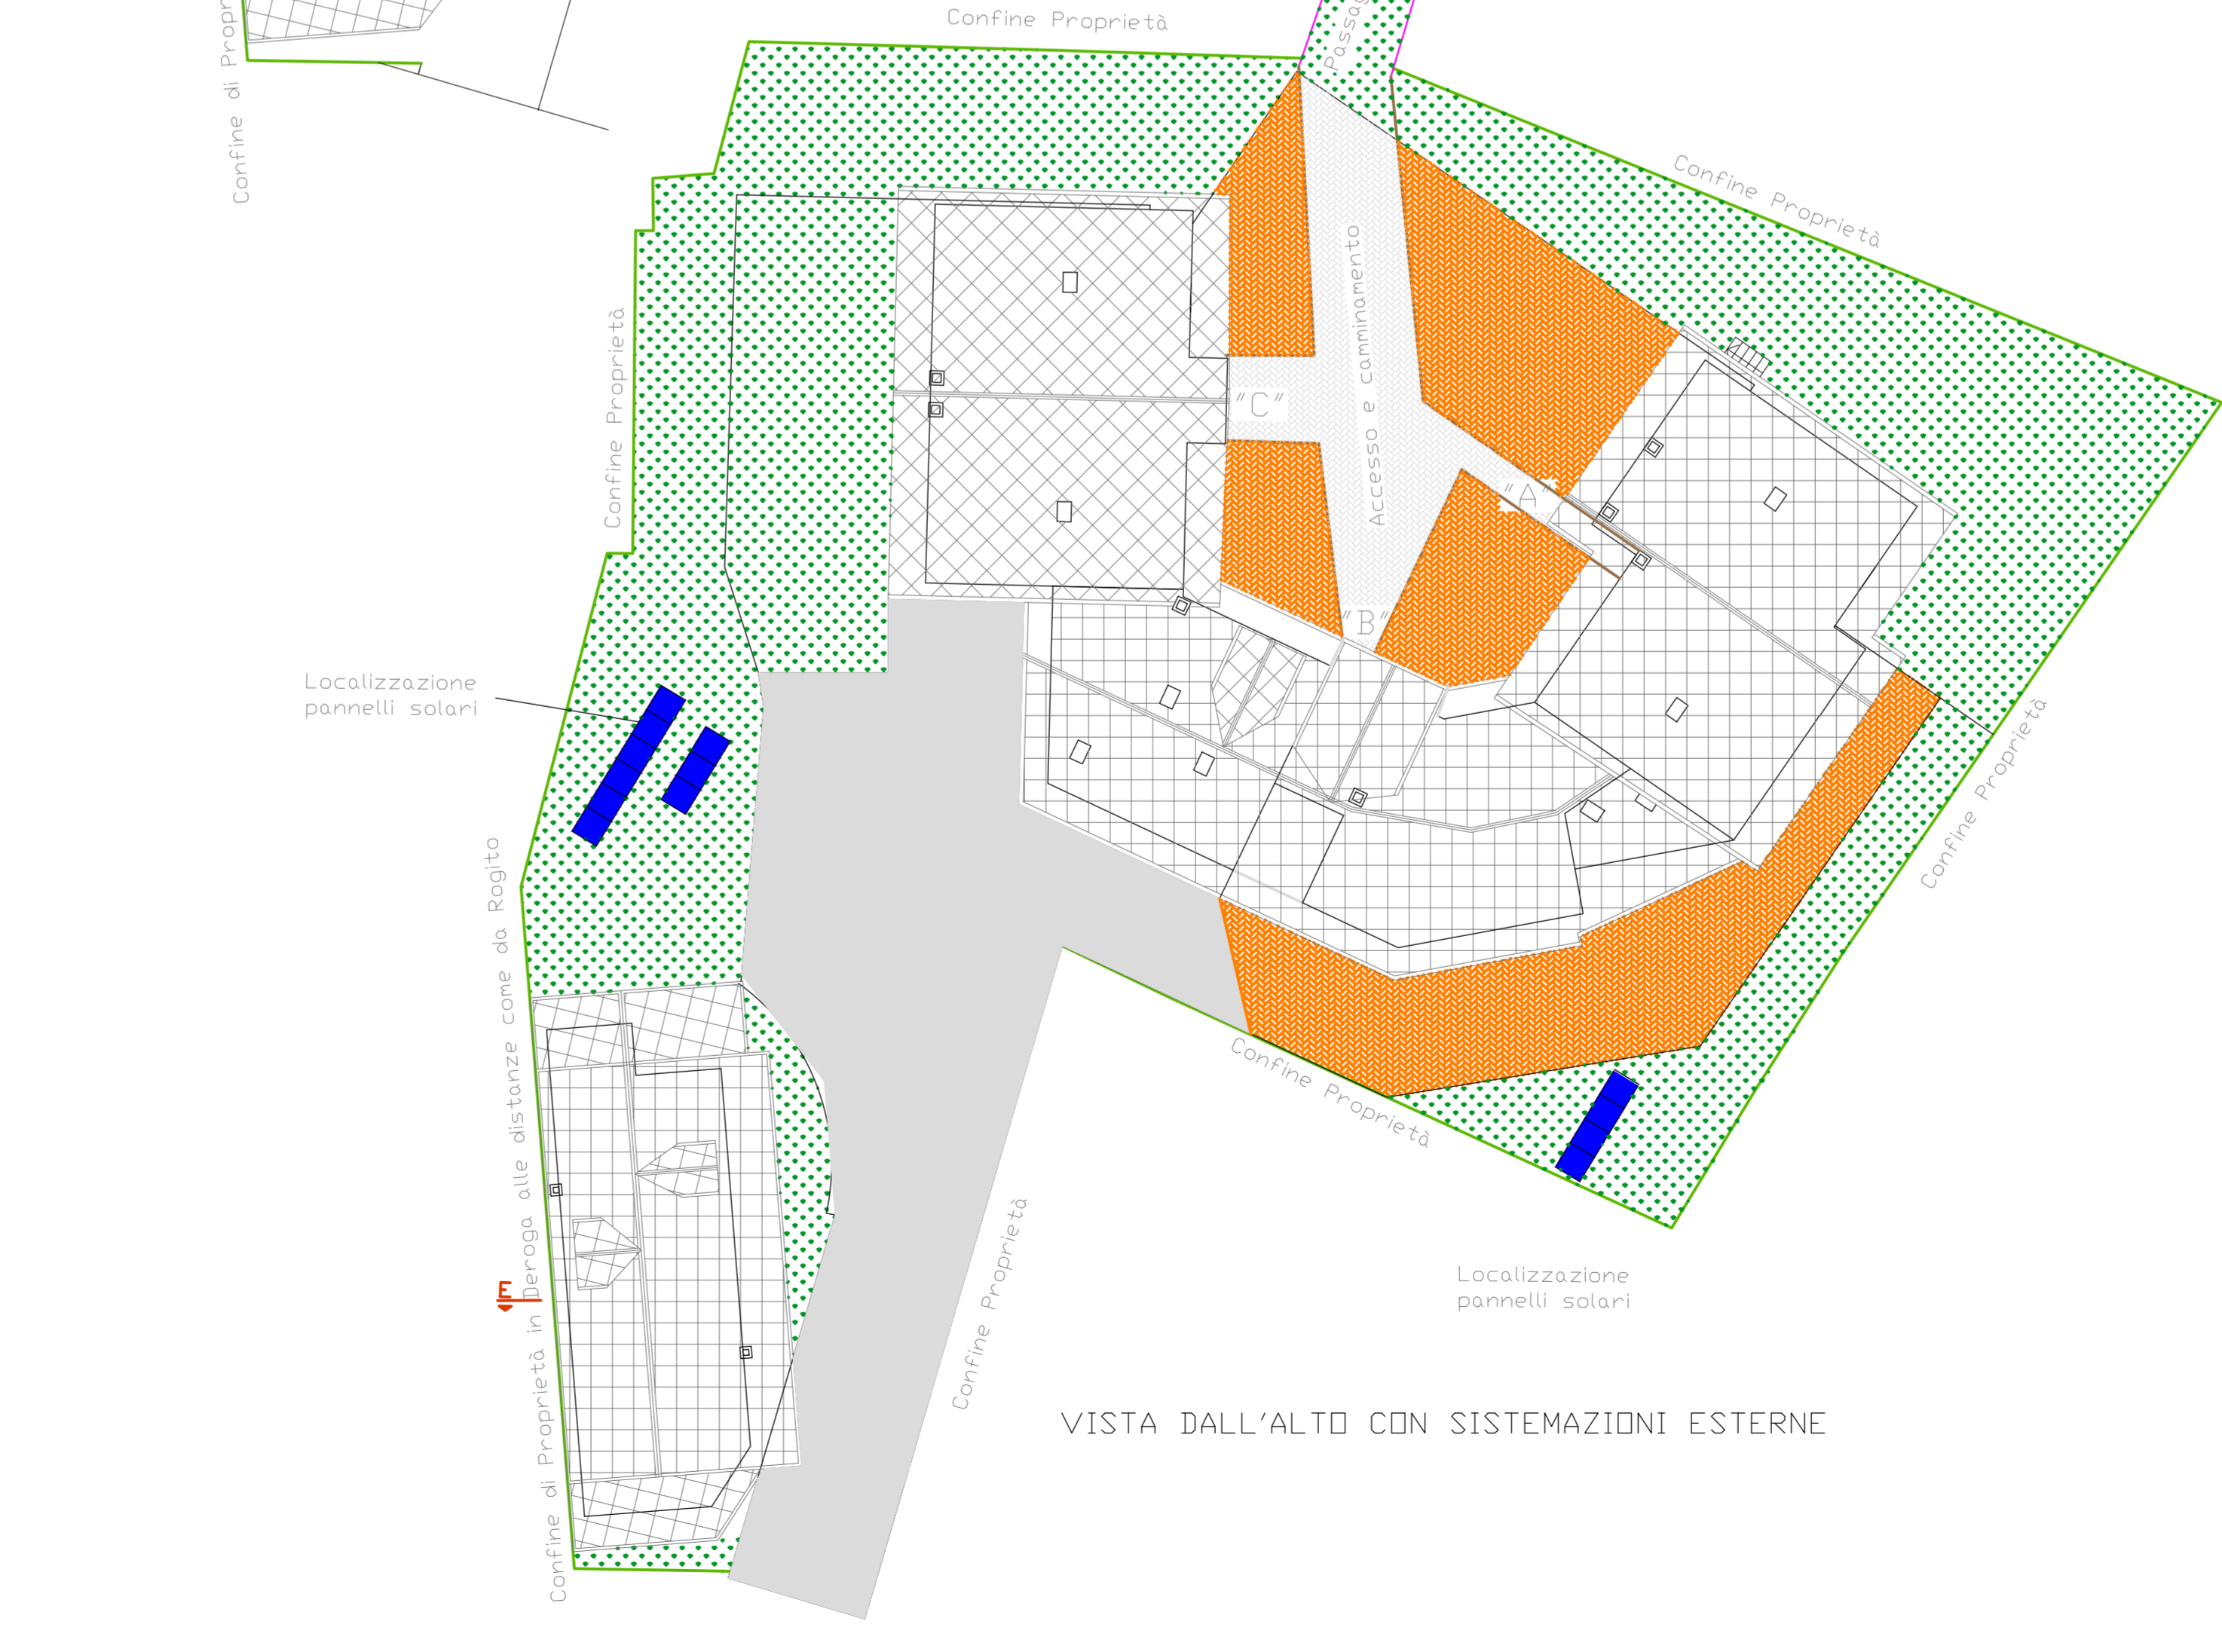 Confine Proprietà
Confine di Propr
Passag
Confine Proprietà
Confine Proprietà
Accesso e camminamento
"C"
"A"
"B"
Localizzazione
pannelli solari
Confine Proprietà
Confine di Proprietà in Deroga alle distanze come da Rogito
Confine Proprietà
Confine Proprietà
E
Localizzazione
pannelli solari
VISTA DALL'ALTO CON SISTEMAZIONI ESTERNE